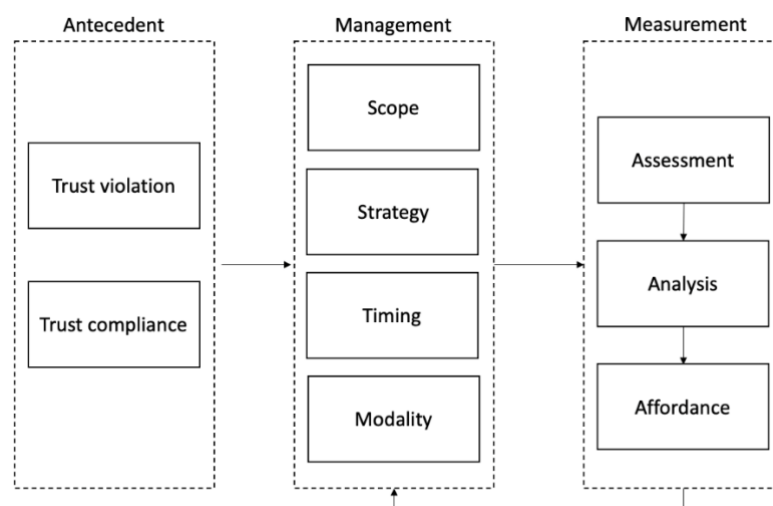 Antecedent
Trust violation
Trust compliance
Management
Scope
Strategy
Timing
Modality
Measurement
Assessment
Analysis
Affordance